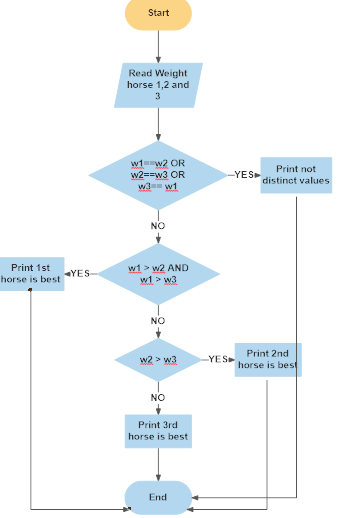 Start
Read Weight
horse 1,2 and
3
w1==w2 OR
w2==w3 OR
w3== w1
YES
Print not
distinct values
NO
w1 > w2 AND
w1 > w3
YES
Print 1st
horse is best
NO
w2 > w3
YES
Print 2nd
horse is best
NO
Print 3rd
horse is best
End